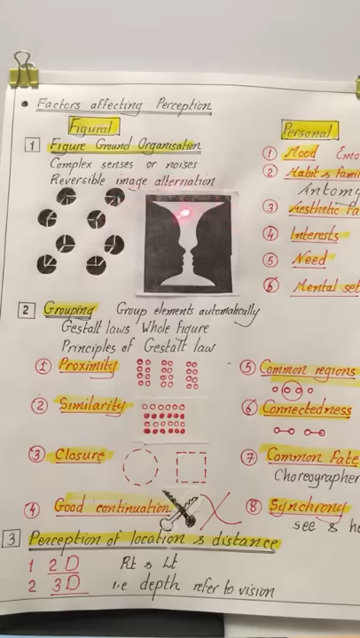 • Factors affecting Perception
Figural
1 Figure Ground Organisation
Complex senses or noises
Reversible image alternation
2 Grouping Group elements automatically
Gestalt laws Whole figure
Principles of Gestalt law
1 Proximity
2 Similarity
3 Closure
4 Good continuation
3 Perception of location & distance
1 2D Rt & Lt
2 3D i.e depth refer to vision
Personal
1 Mood Emo
2 Habit & Fami
Antom
3 Aesthetic
4 Interests
5 Need
6 Mental set
5 Common regions
6 Connectedness
7 Common Fate
Choreographer
8 Synchrony
see & he